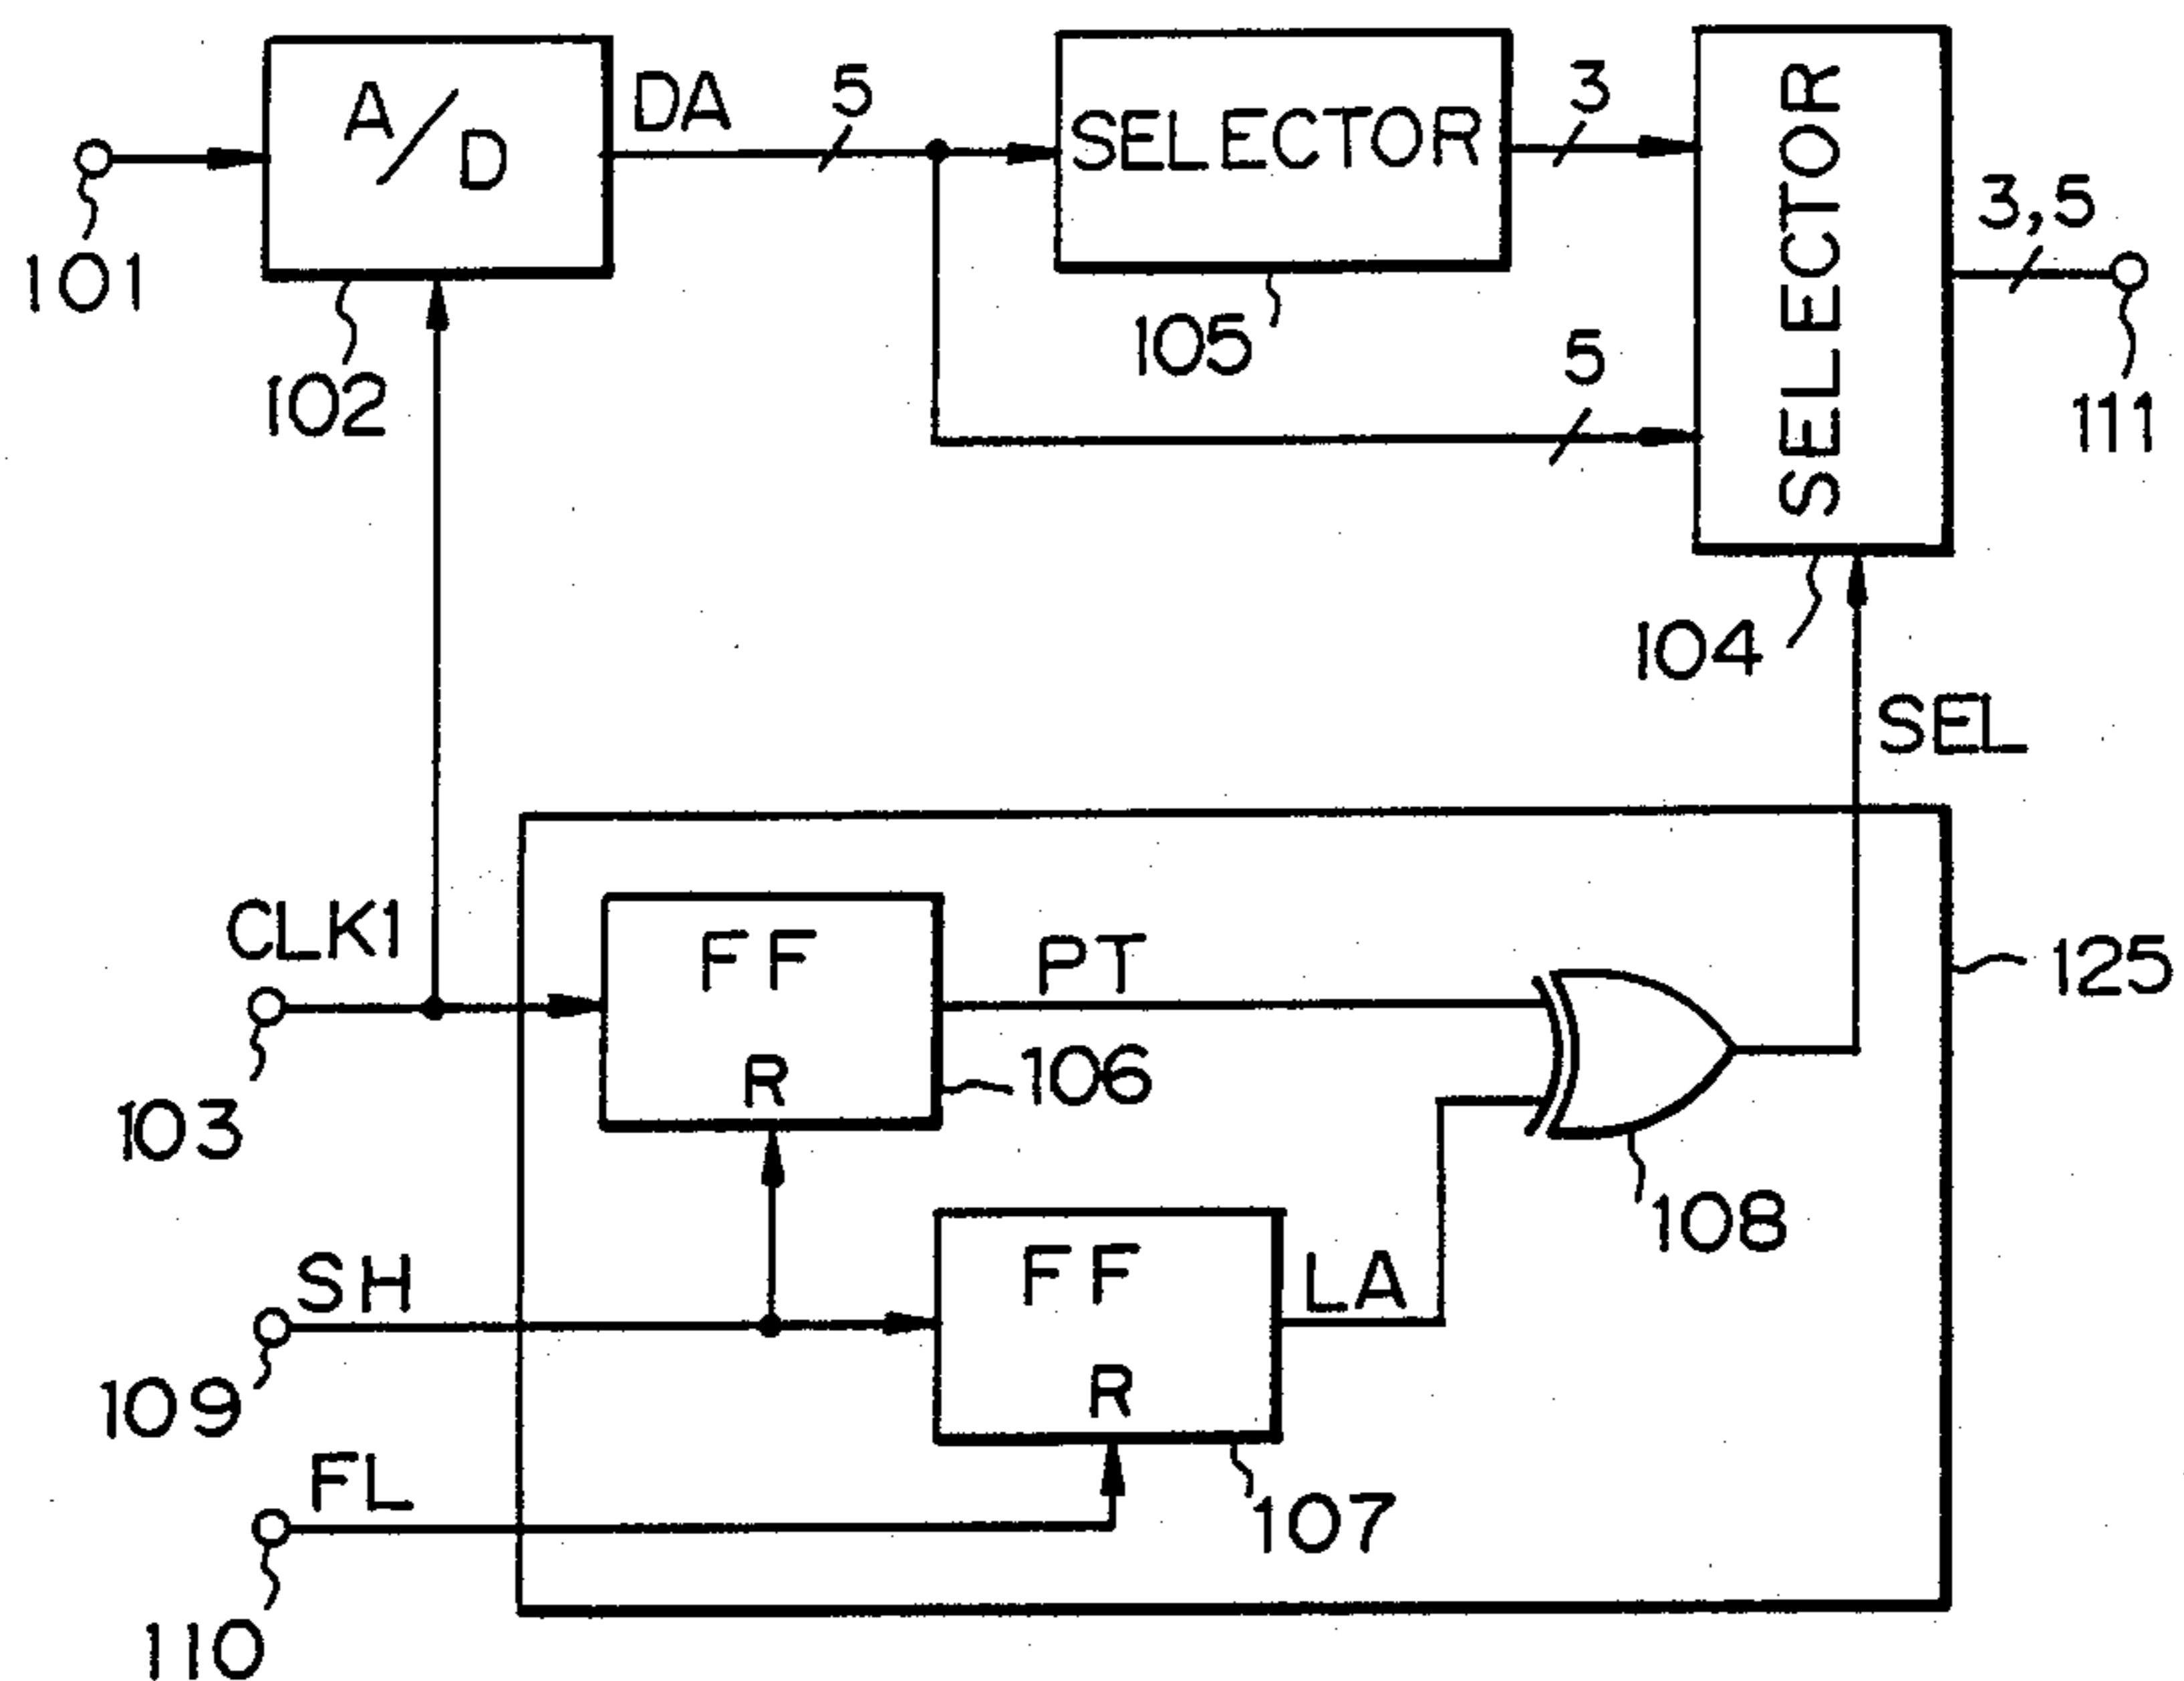 A/D
DA
5
SELECTOR
3
SELECTOR
3,5
101
102
105
5
111
104
SEL
CLK1
FF
R
PT
106
125
103
108
SH
FF
R
LA
109
107
FL
110